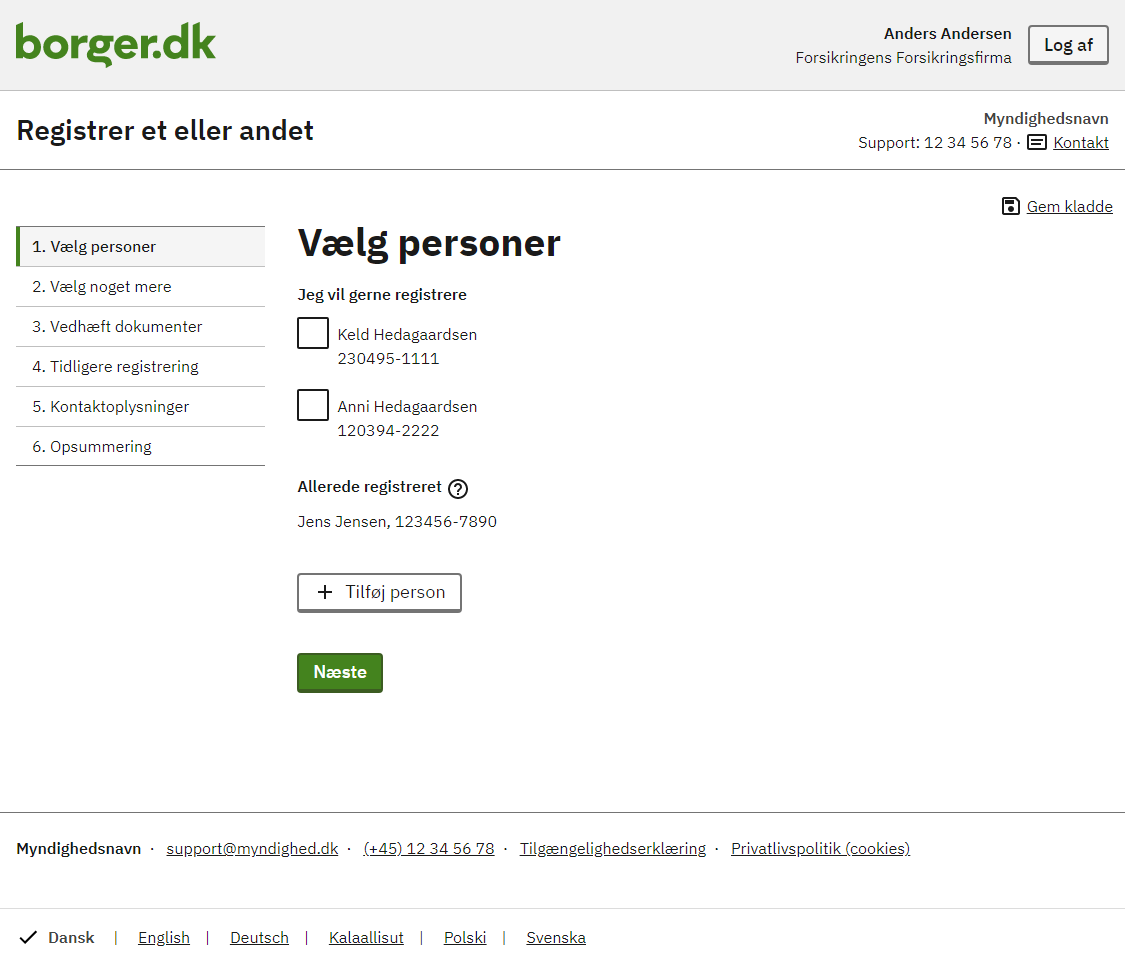 borger.dk
Anders Andersen
Forsikringens Forsikringsfirma
Log af
Registrer et eller andet
Myndighedsnavn
Support: 12 34 56 78 · Kontakt
Gem kladde
1. Vælg personer
2. Vælg noget mere
3. Vedhæft dokumenter
4. Tidligere registrering
5. Kontaktoplysninger
6. Opsummering
Vælg personer
Jeg vil gerne registrere
Keld Hedagaardsen
230495-1111
Anni Hedagaardsen
120394-2222
Allerede registreret ?
Jens Jensen, 123456-7890
+ Tilføj person
Næste
Myndighedsnavn · support@myndighed.dk · (+45) 12 34 56 78 · Tilgængelighedserklæring · Privatlivspolitik (cookies)
Dansk | English | Deutsch | Kalaallisut | Polski | Svenska